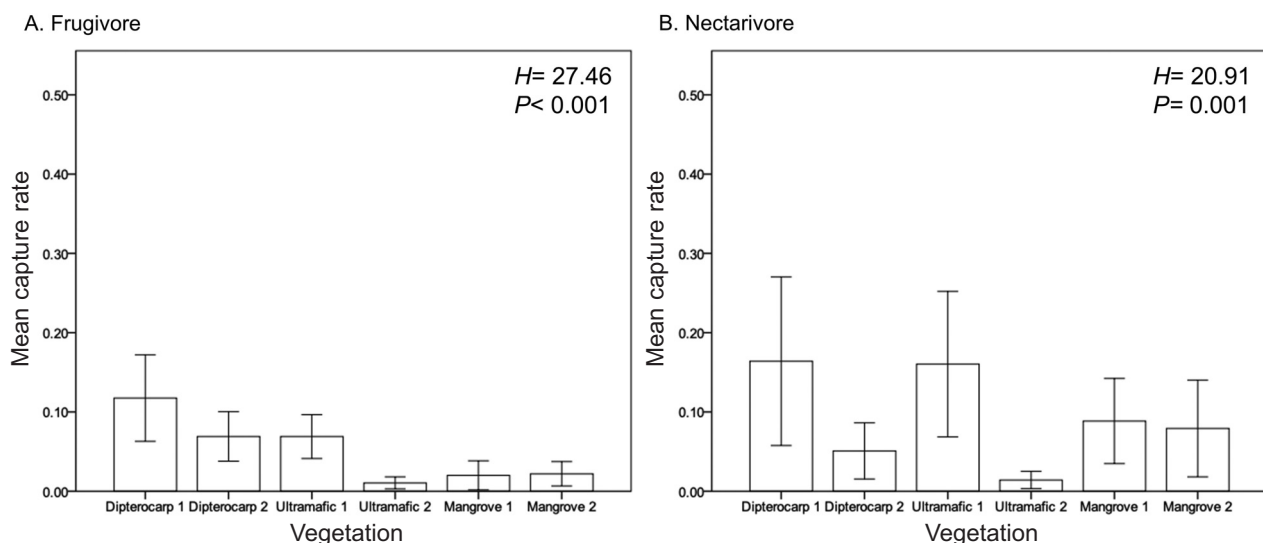 A. Frugivore
H= 27.46
P< 0.001
0.50
0.40
0.30
0.20
0.10
0.00
Mean capture rate
Dipterocarp 1 Dipterocarp 2 Ultramafic 1 Ultramafic 2 Mangrove 1 Mangrove 2
Vegetation
B. Nectarivore
H= 20.91
P= 0.001
0.50
0.40
0.30
0.20
0.10
0.00
Mean capture rate
Dipterocarp 1 Dipterocarp 2 Ultramafic 1 Ultramafic 2 Mangrove 1 Mangrove 2
Vegetation